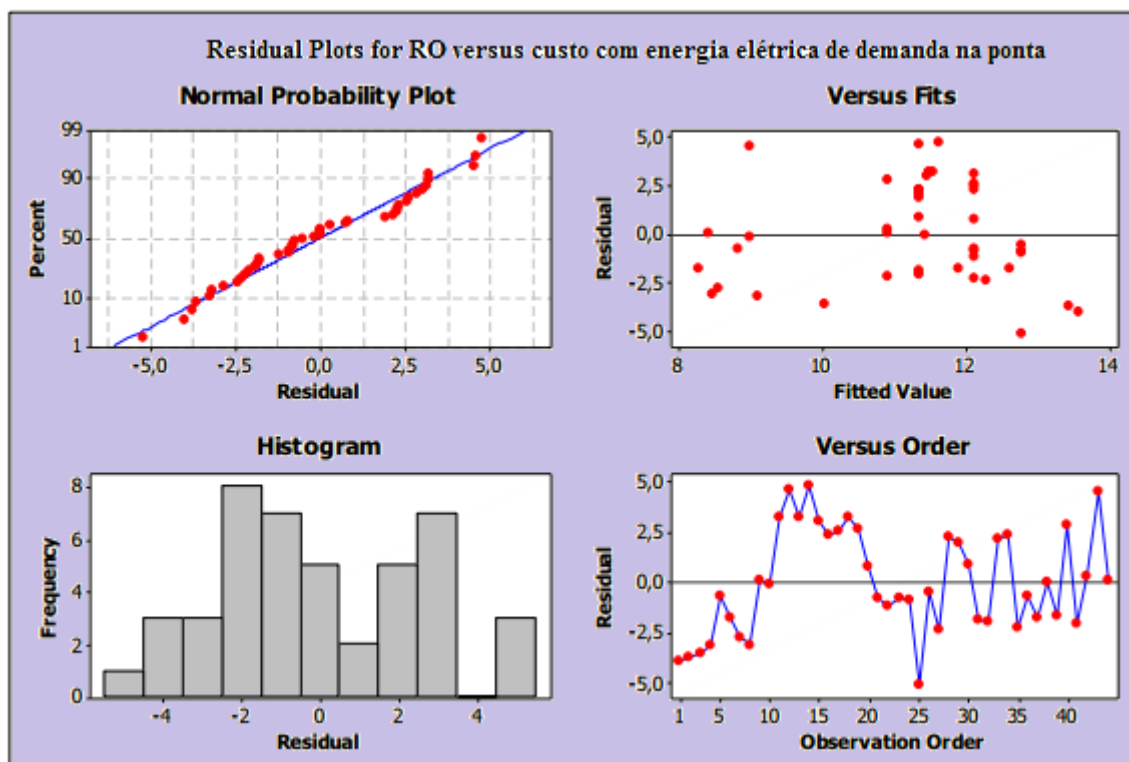 Residual Plots for RO versus custo com energia elétrica de demanda na ponta
Normal Probability Plot
99
90
50
10
1
Percent
-5,0 -2,5 0,0 2,5 5,0
Residual
Versus Fits
5,0
2,5
0,0
-2,5
-5,0
Residual
8 10 12 14
Fitted Value
Histogram
8
6
4
2
0
Frequency
-4 -2 0 2 4
Residual
Versus Order
5,0
2,5
0,0
-2,5
-5,0
Residual
1 5 10 15 20 25 30 35 40
Observation Order